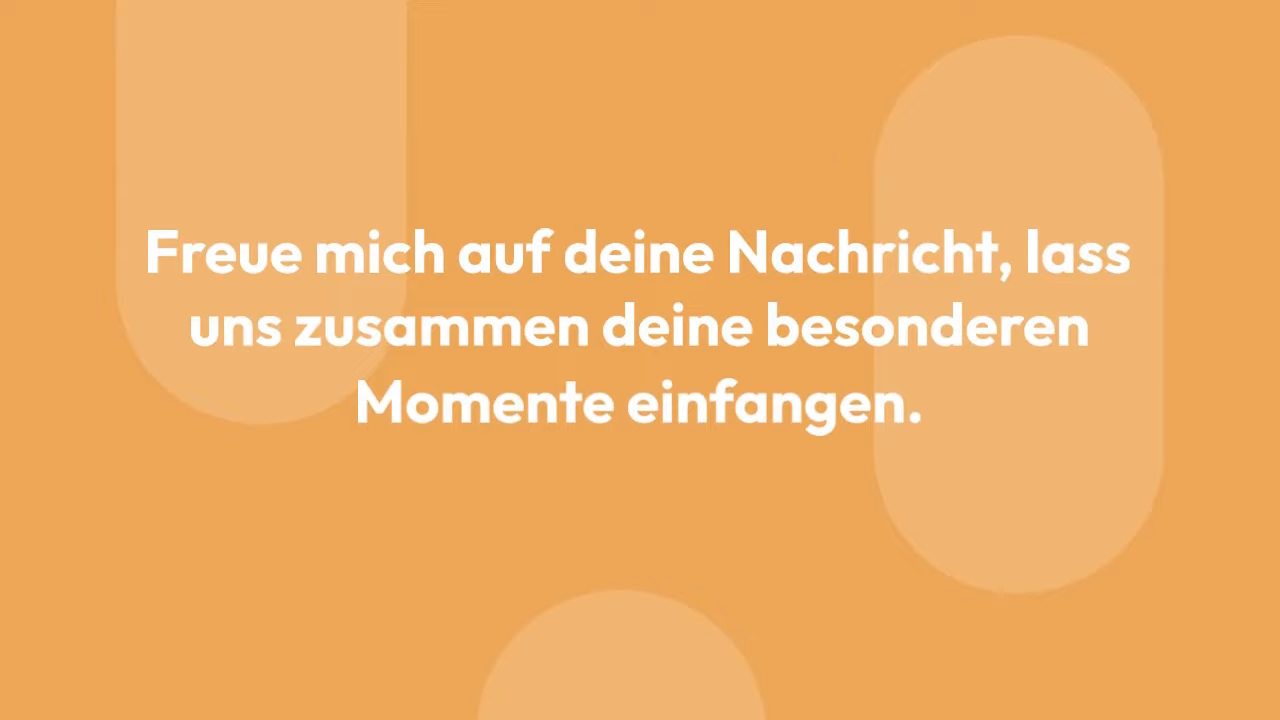 Freue mich auf deine Nachricht, lass
uns zusammen deine besonderen
Momente einfangen.